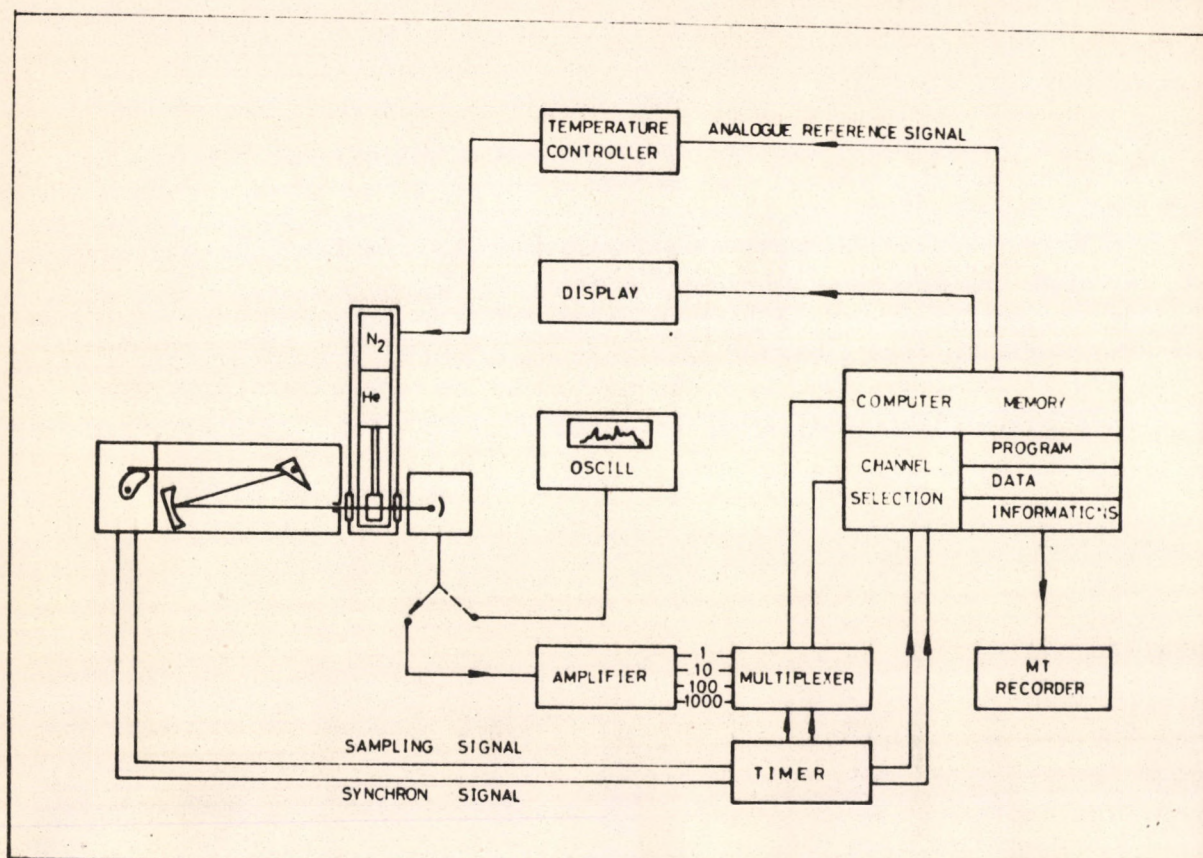 TEMPERATURE
CONTROLLER
ANALOGUE REFERENCE SIGNAL
DISPLAY
N2
He
OSCILL
COMPUTER MEMORY
CHANNEL
SELECTION
PROGRAM
DATA
INFORMATIONS
AMPLIFIER
1
10
100
1000
MULTIPLEXER
MT
RECORDER
SAMPLING SIGNAL
SYNCHRON SIGNAL
TIMER